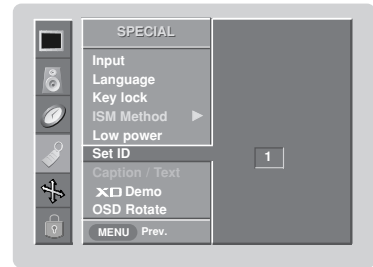 SPECIAL
Input
Language
Key lock
ISM Method ▶
Low power
Set ID 1
Caption / Text
XD Demo
OSD Rotate
MENU Prev.